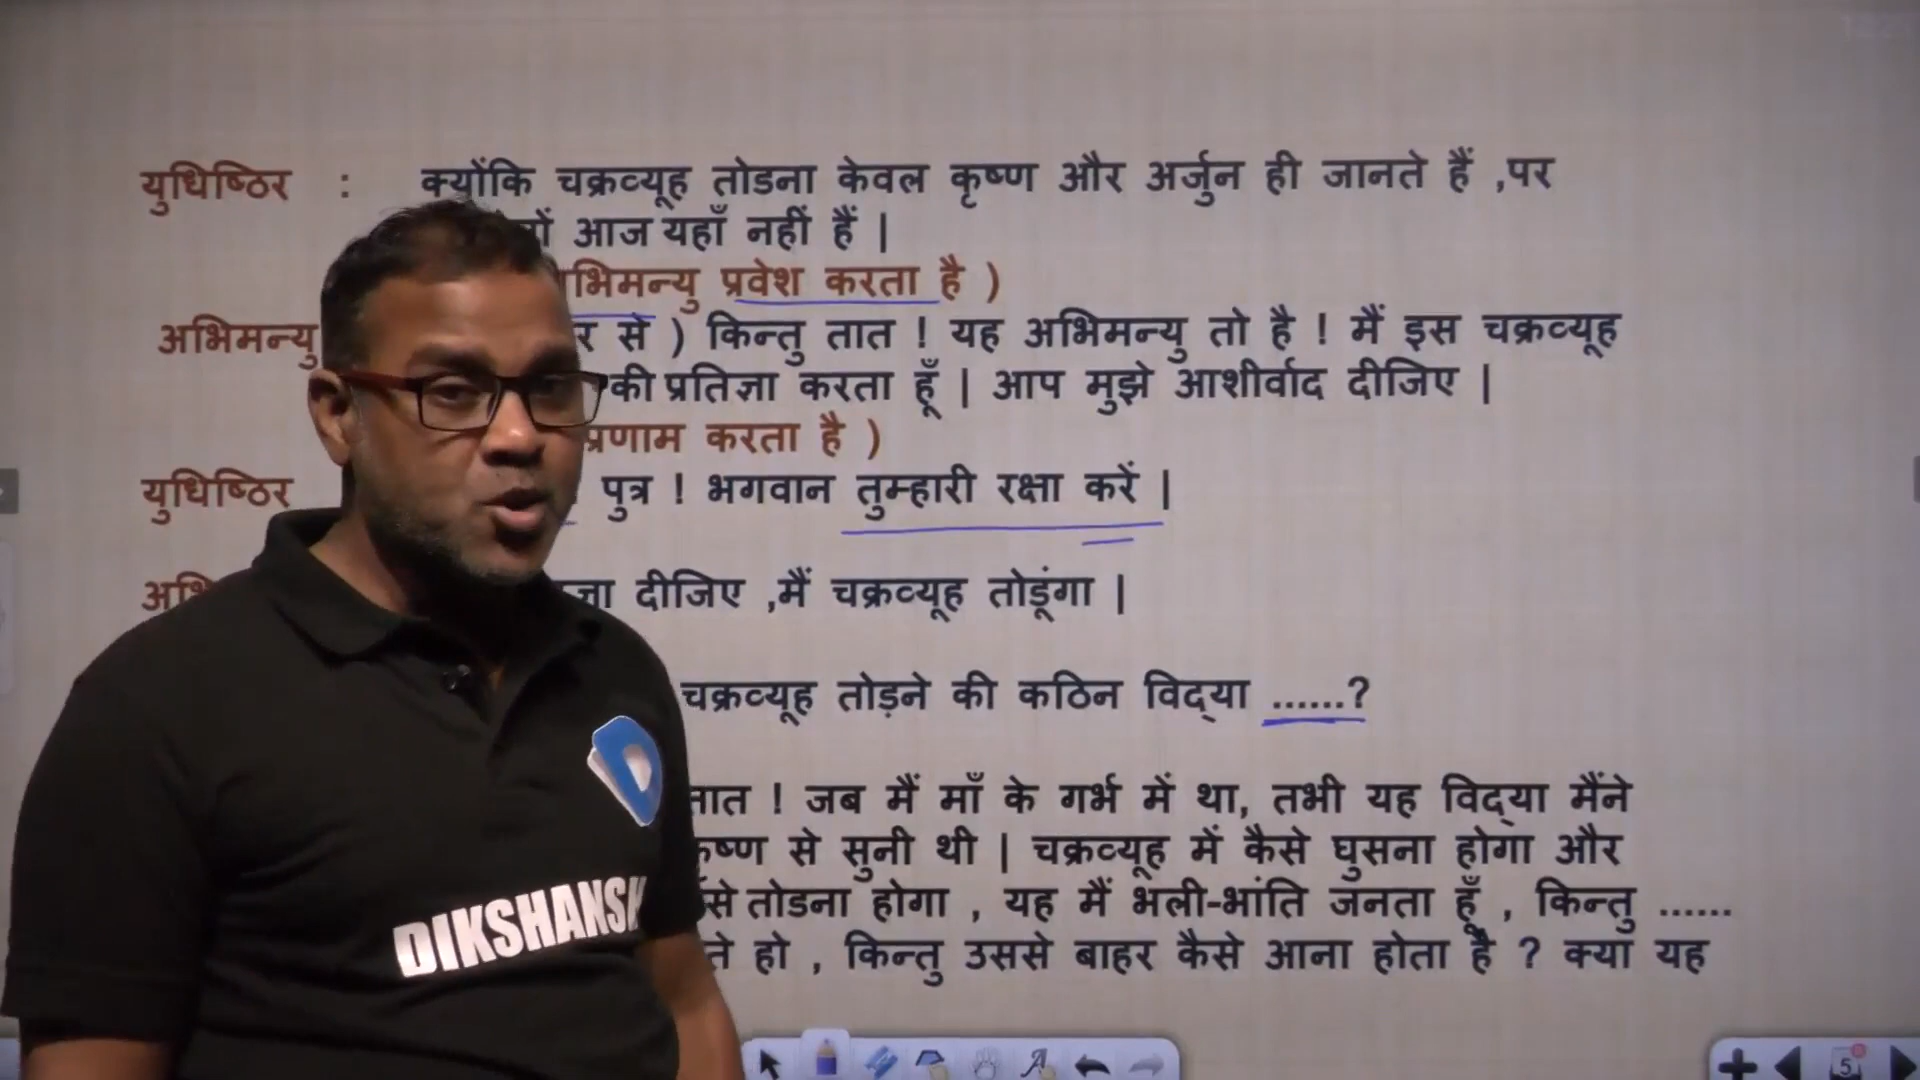 युधिष्ठिर : क्योंकि चक्रव्यूह तोडना केवल कृष्ण और अर्जुन ही जानते हैं ,पर
आज यहाँ नहीं हैं |
प्रवेश करता है )
अभिमन्यु से ) किन्तु तात ! यह अभिमन्यु तो है ! मैं इस चक्रव्यूह
की प्रतिज्ञा करता हूँ | आप मुझे आशीर्वाद दीजिए |
प्रणाम करता है )
युधिष्ठिर पुत्र ! भगवान तुम्हारी रक्षा करें |
दीजिए ,मैं चक्रव्यूह तोडूंगा |
चक्रव्यूह तोड़ने की कठिन विद्‌या ......?
तात ! जब मैं माँ के गर्भ में था, तभी यह विद्‌या मैंने
से सुनी थी | चक्रव्यूह में कैसे घुसना होगा और
तोडना होगा , यह मैं भली-भांति जनता हूँ , किन्तु ......
हो , किन्तु उससे बाहर कैसे आना होता है ? क्या यह
D
DIKSHANSH
5